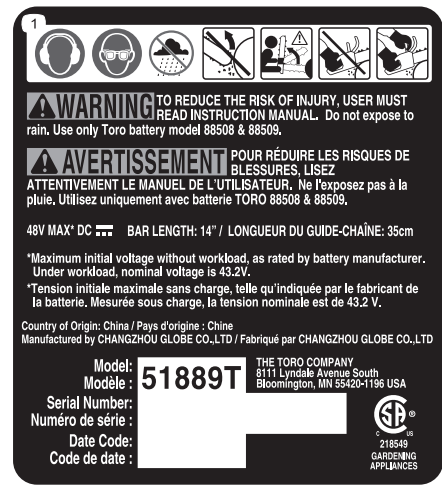 1
WARNING TO REDUCE THE RISK OF INJURY, USER MUST
READ INSTRUCTION MANUAL. Do not expose to
rain. Use only Toro battery model 88508 & 88509.
AVERTISSEMENT POUR RÉDUIRE LES RISQUES DE
BLESSURES, LISEZ
ATTENTIVEMENT LE MANUEL DE L'UTILISATEUR. Ne l'exposez pas à la
pluie. Utilisez uniquement avec batterie TORO 88508 & 88509.
48V MAX* DC BAR LENGTH: 14” / LONGUEUR DU GUIDE-CHAÎNE: 35cm
*Maximum initial voltage without workload, as rated by battery manufacturer.
Under workload, nominal voltage is 43.2V.
*Tension initiale maximale sans charge, telle qu'indiquée par le fabricant de
la batterie. Mesurée sous charge, la tension nominale est de 43.2 V.
Country of Origin: China / Pays d'origine : Chine
Manufactured by CHANGZHOU GLOBE CO.,LTD / Fabriqué par CHANGZHOU GLOBE CO.,LTD
Model:
Modèle :
51889T
THE TORO COMPANY
8111 Lyndale Avenue South
Bloomington, MN 55420-1196 USA
Serial Number:
Numéro de série :
Date Code:
Code de date :
SA ®
C US
218549
GARDENING
APPLIANCES